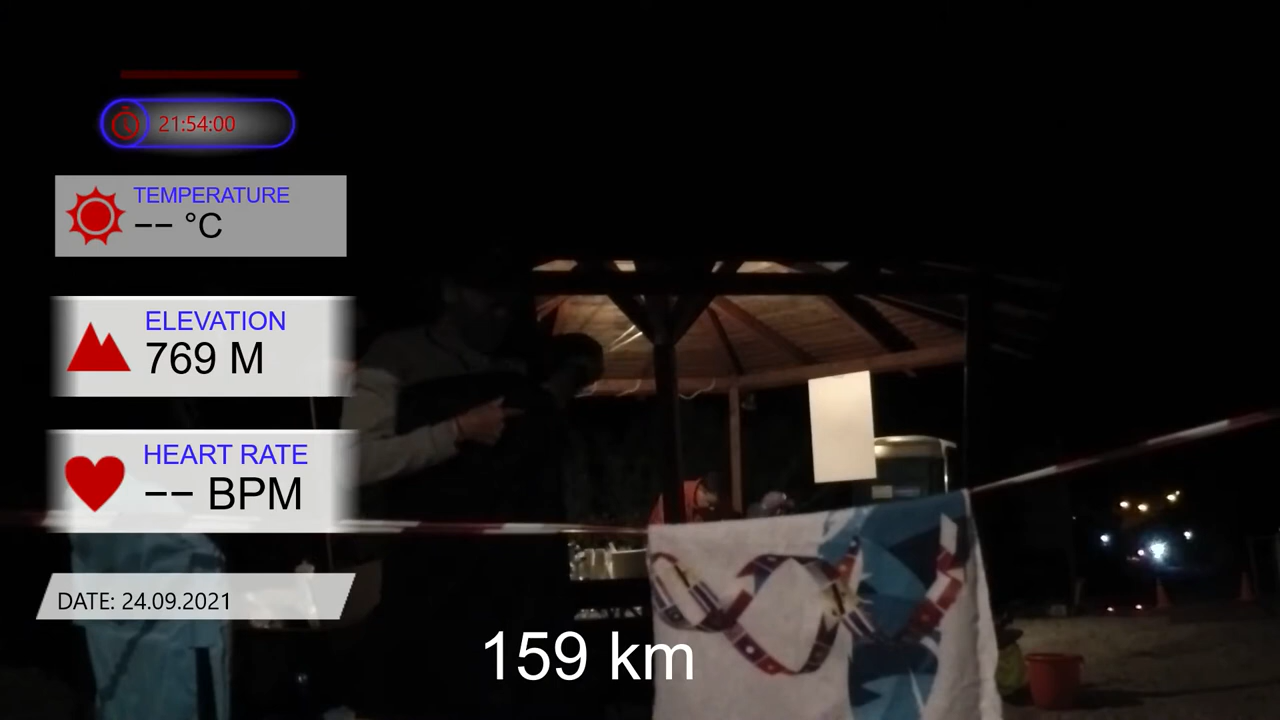 21:54:00
TEMPERATURE
-- °C
ELEVATION
769 M
HEART RATE
-- BPM
DATE: 24.09.2021
159 km